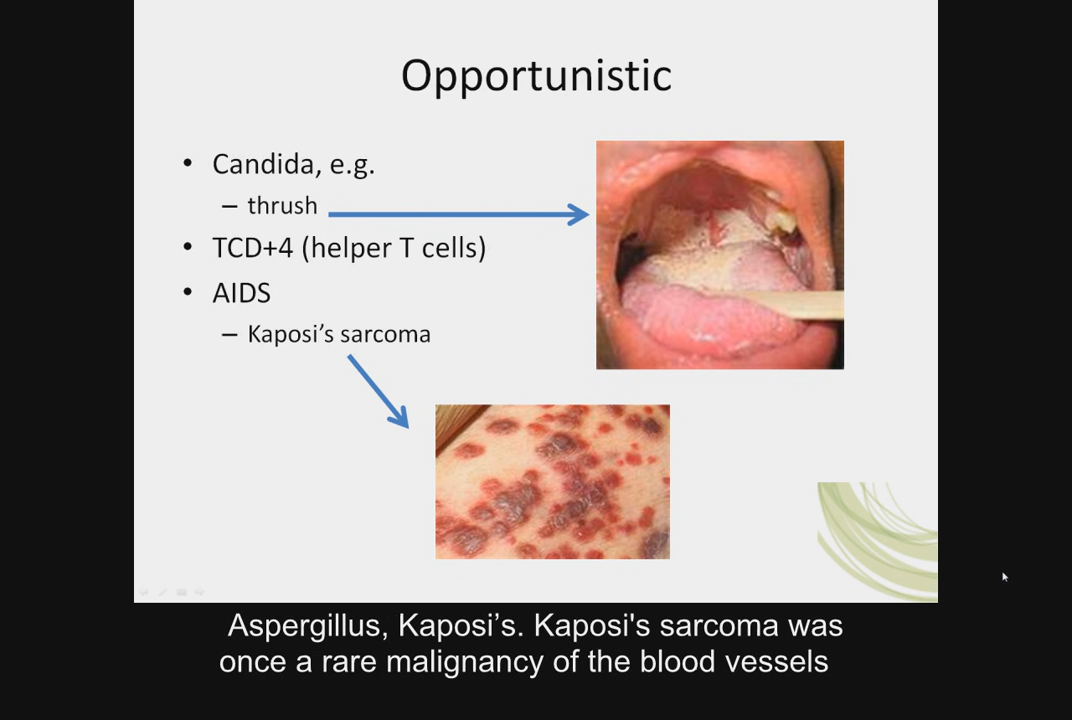 Opportunistic
• Candida, e.g.
– thrush
• TCD+4 (helper T cells)
• AIDS
– Kaposi’s sarcoma
Aspergillus, Kaposi’s. Kaposi's sarcoma was
once a rare malignancy of the blood vessels